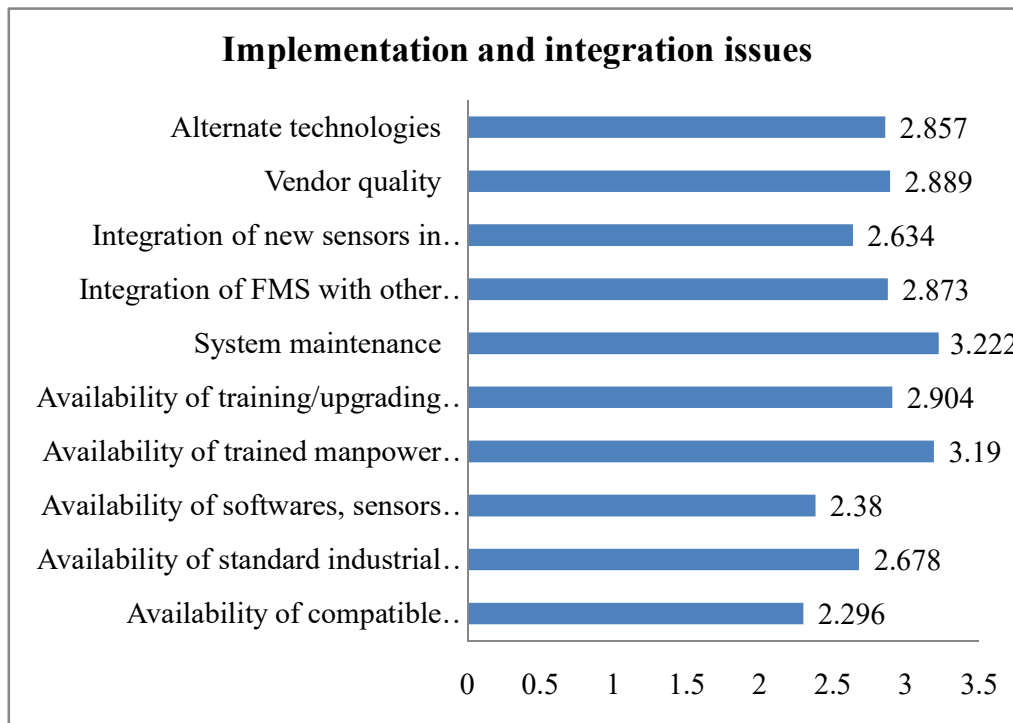 Implementation and integration issues
Alternate technologies 2.857
Vendor quality 2.889
Integration of new sensors in.. 2.634
Integration of FMS with other.. 2.873
System maintenance 3.222
Availability of training/upgrading.. 2.904
Availability of trained manpower.. 3.19
Availability of softwares, sensors.. 2.38
Availability of standard industrial.. 2.678
Availability of compatible.. 2.296
0 0.5 1 1.5 2 2.5 3 3.5